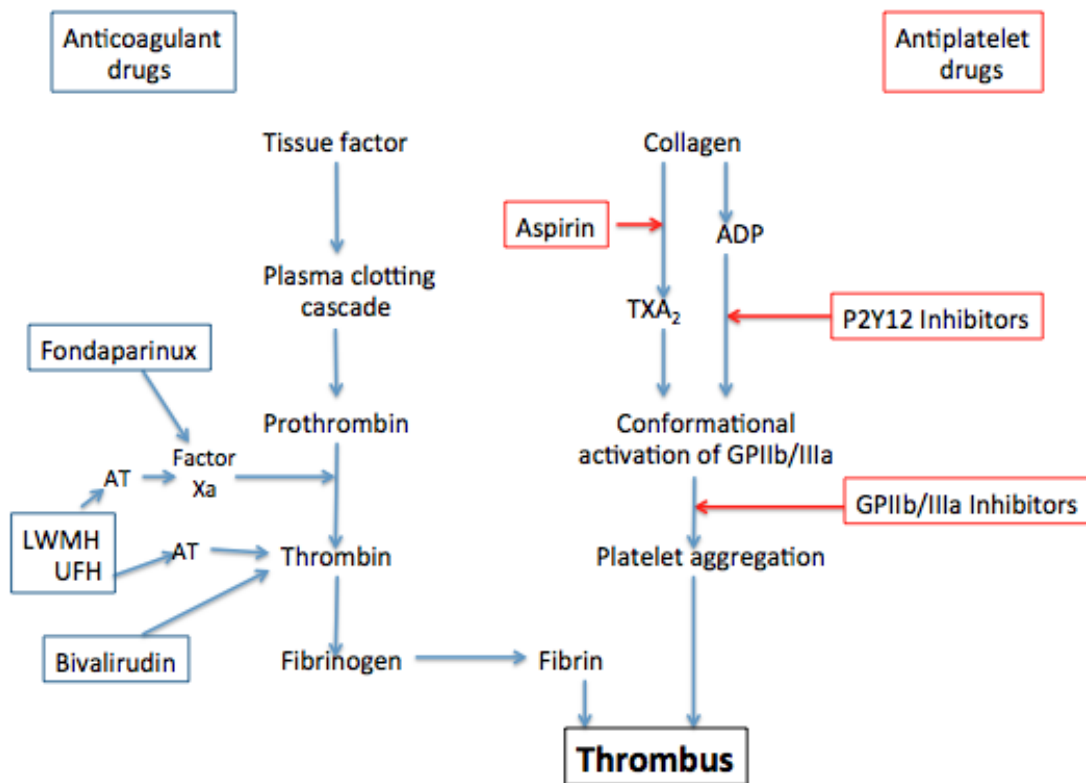 Anticoagulant
drugs
Antiplatelet
drugs
Tissue factor
Collagen
Aspirin
ADP
Plasma clotting
cascade
TXA₂
P2Y12 Inhibitors
Fondaparinux
Prothrombin
Conformational
activation of GPIIb/IIIa
Factor
Xa
AT
GPIIb/IIIa Inhibitors
LWMH
UFH
AT
Thrombin
Platelet aggregation
Bivalirudin
Fibrinogen
Fibrin
Thrombus